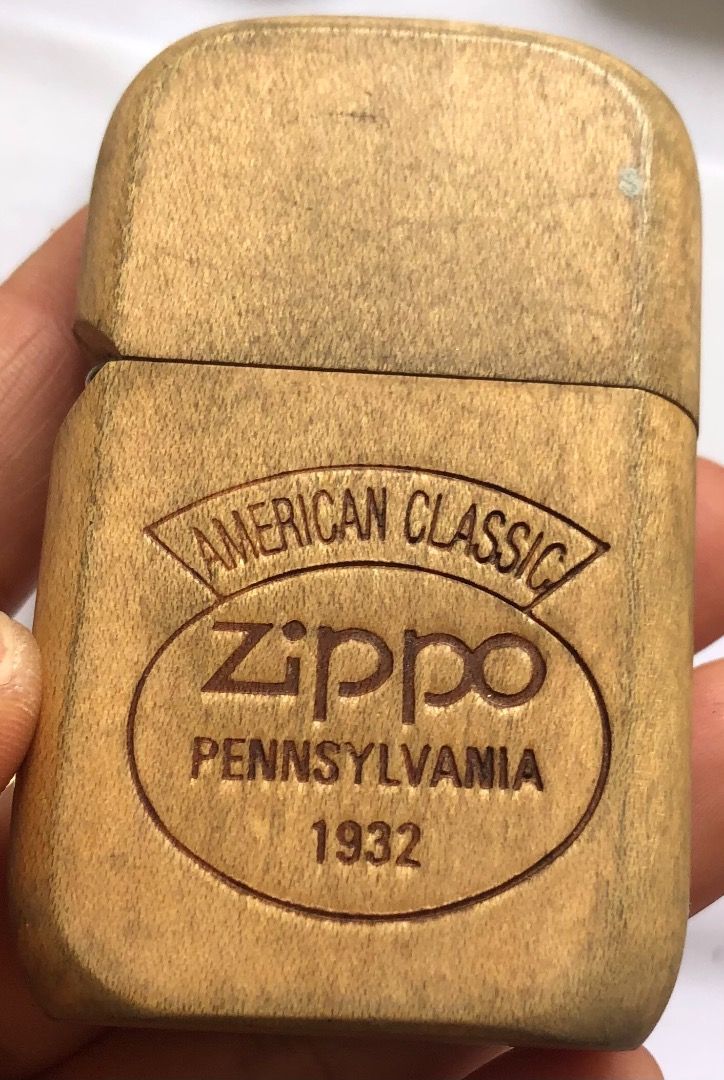 AMERICAN CLASSIC
Zippo
PENNSYLVANIA
1932